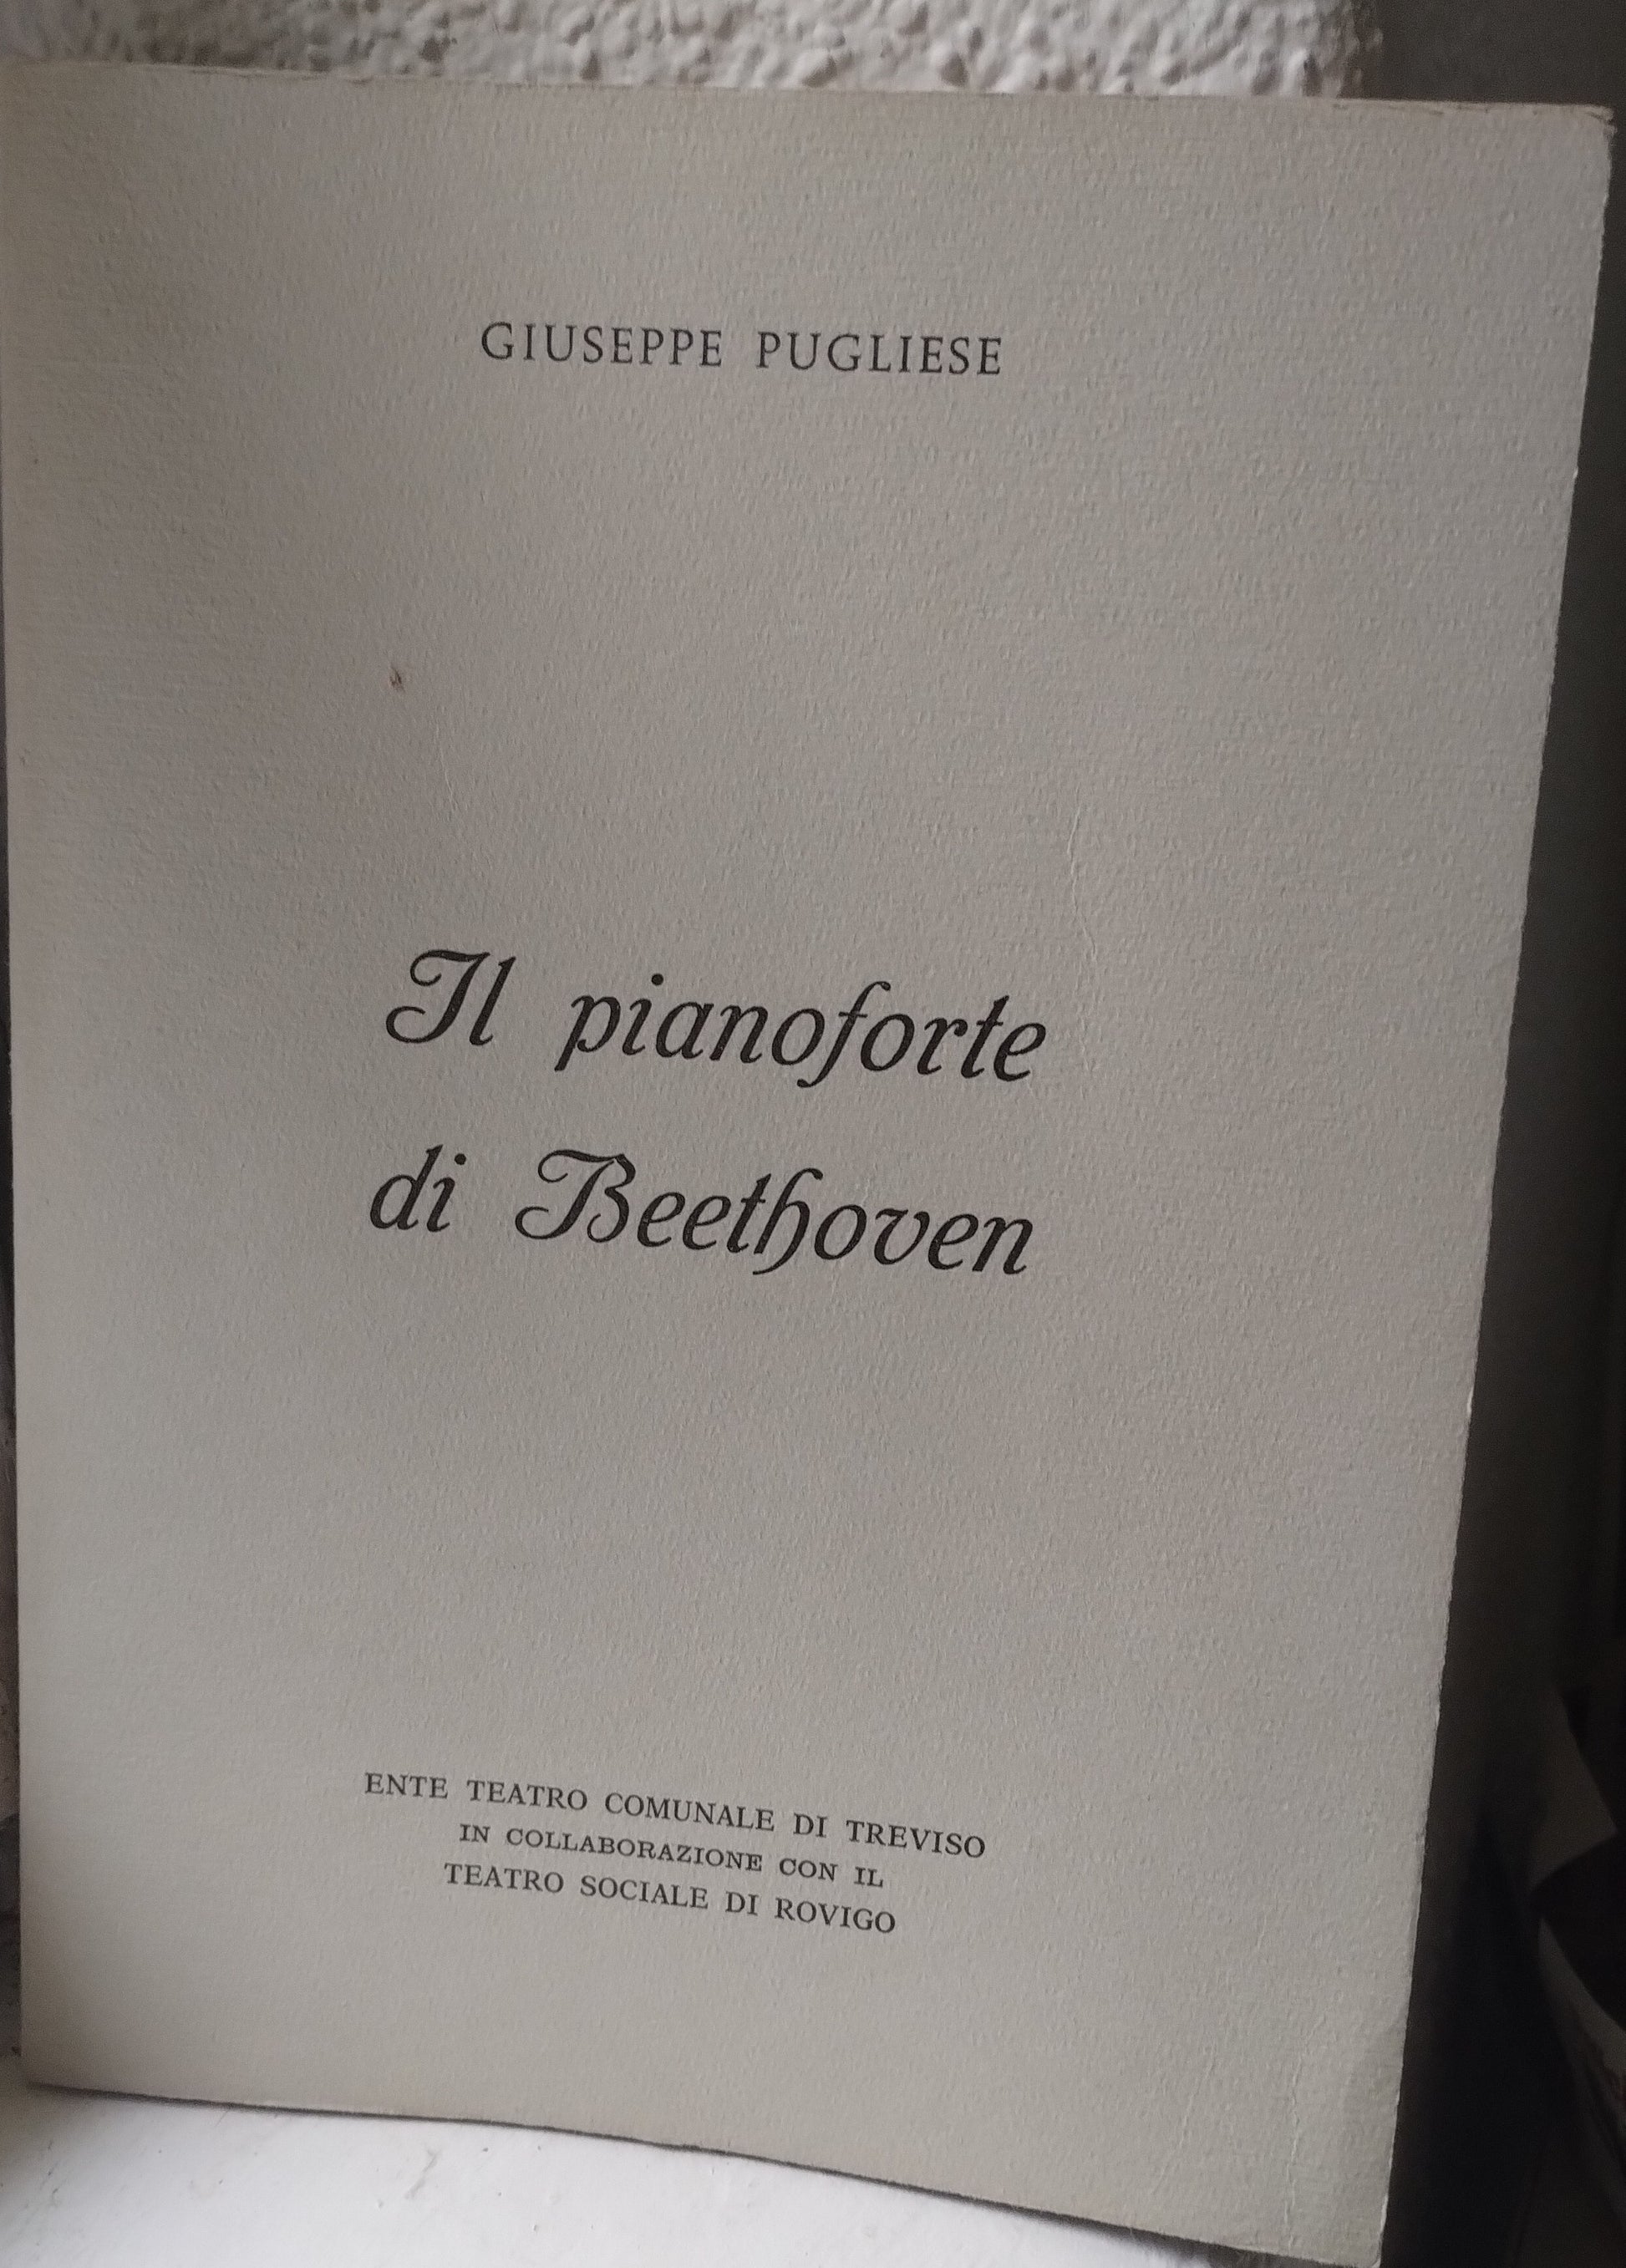 GIUSEPPE PUGLIESE
Il pianoforte
di Beethoven
ENTE TEATRO COMUNALE DI TREVISO
IN COLLABORAZIONE CON IL
TEATRO SOCIALE DI ROVIGO